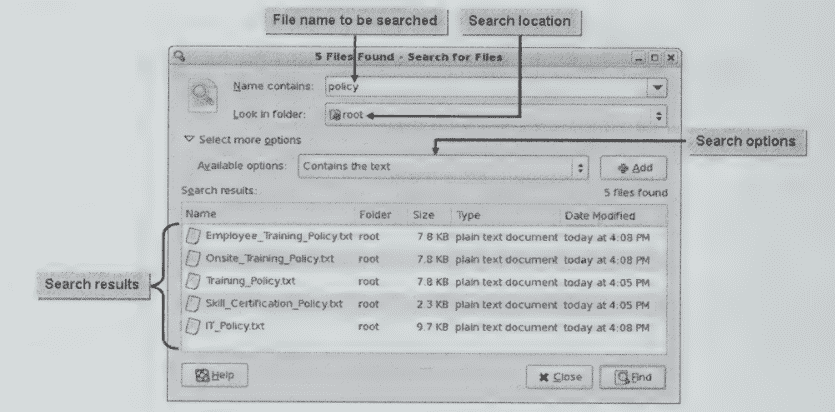 File name to be searched
Search location
5 Files Found - Search for Files
Name contains: policy
Look in folder: root
Select more options
Search options
Available options: Contains the text Add
Search results: 5 files found
Name Folder Size Type Date Modified
Employee_Training_Policy.txt root 7.8 KB plain text document today at 4:08 PM
Onsite_Training_Policy.txt root 7.8 KB plain text document today at 4:08 PM
Search results
Training_Policy.txt root 7.8 KB plain text document today at 4:05 PM
Skill_Certification_Policy.txt root 2.3 KB plain text document today at 4:05 PM
IT_Policy.txt root 9.7 KB plain text document today at 4:08 PM
Help Close Find